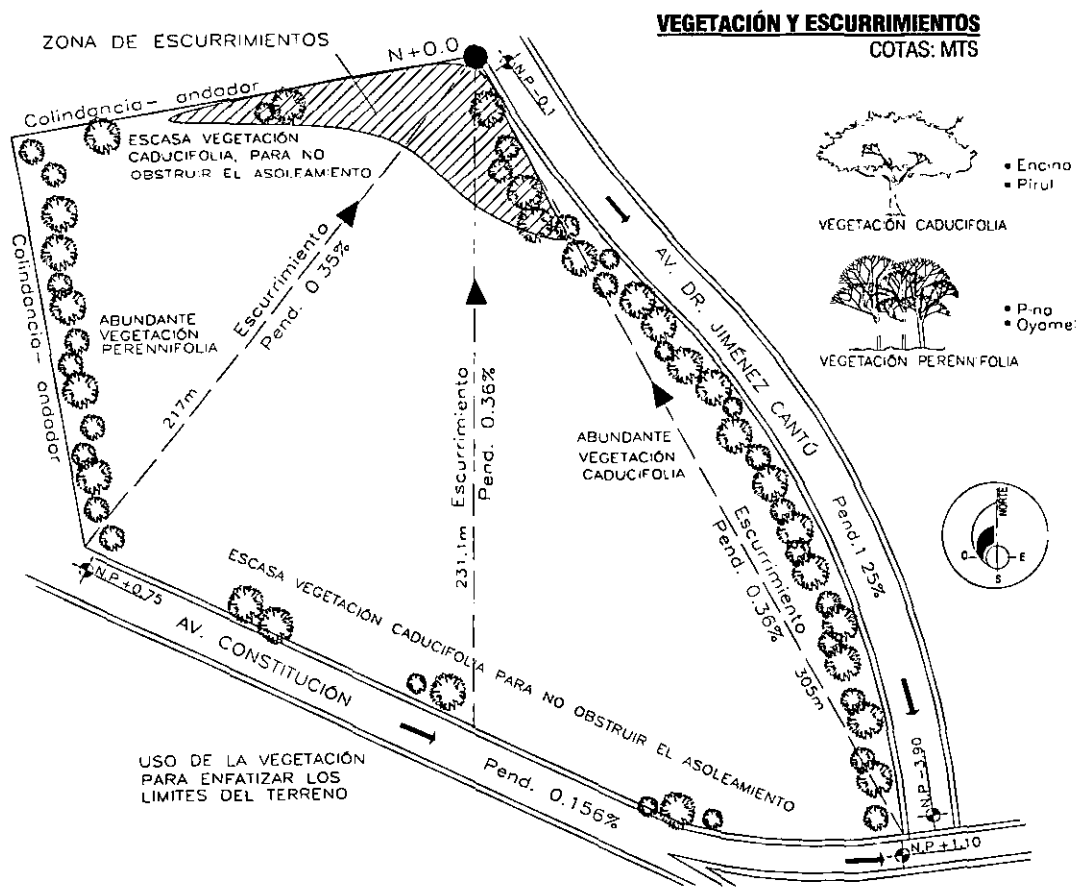 VEGETACIÓN Y ESCURRIMIENTOS
COTAS: MTS
ZONA DE ESCURRIMIENTOS
N+0.0
N.P-0.1
Colindancia- andador
ESCASA VEGETACIÓN
CADUCIFOLIA, PARA NO
OBSTRUIR EL ASOLEAMIENTO
• Encino
• Pirul
VEGETACIÓN CADUCIFOLIA
• Oyamel
VEGETACIÓN PERENNIFOLIA
Colindancia- andador
ABUNDANTE
VEGETACIÓN
PERENNIFOLIA
217m
Escurrimiento
Pend. 0.35%
231.1m Escurrimiento
Pend. 0.36%
ABUNDANTE
VEGETACIÓN
CADUCIFOLIA
Escurrimiento
Pend. 0.36%
305m
AV. DR. JIMÉNEZ CANTÚ
Pend.1 25%
NORTE
O
E
S
N.P+0.75
AV. CONSTITUCIÓN
Pend. 0.156%
ESCASA VEGETACIÓN CADUCIFOLIA PARA NO OBSTRUIR EL ASOLEAMIENTO
USO DE LA VEGETACIÓN
PARA ENFATIZAR LOS
LIMITES DEL TERRENO
N.P-3.90
N.P+1.10